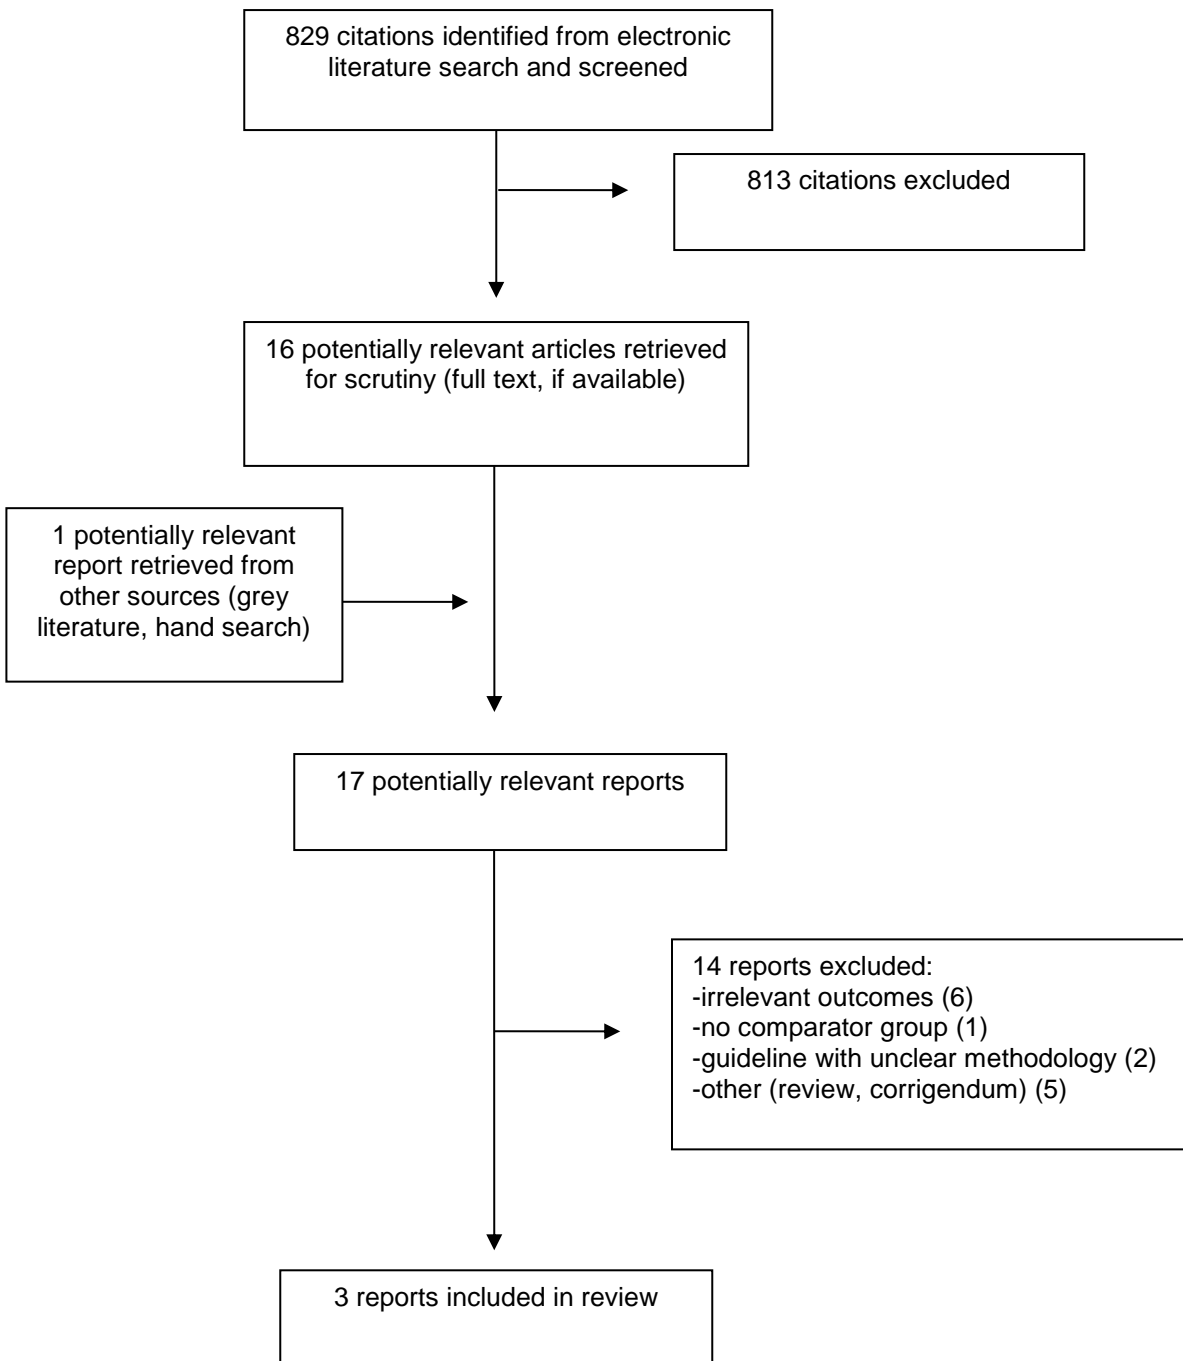 829 citations identified from electronic
literature search and screened
813 citations excluded
16 potentially relevant articles retrieved
for scrutiny (full text, if available)
1 potentially relevant
report retrieved from
other sources (grey
literature, hand search)
17 potentially relevant reports
14 reports excluded:
-irrelevant outcomes (6)
-no comparator group (1)
-guideline with unclear methodology (2)
-other (review, corrigendum) (5)
3 reports included in review